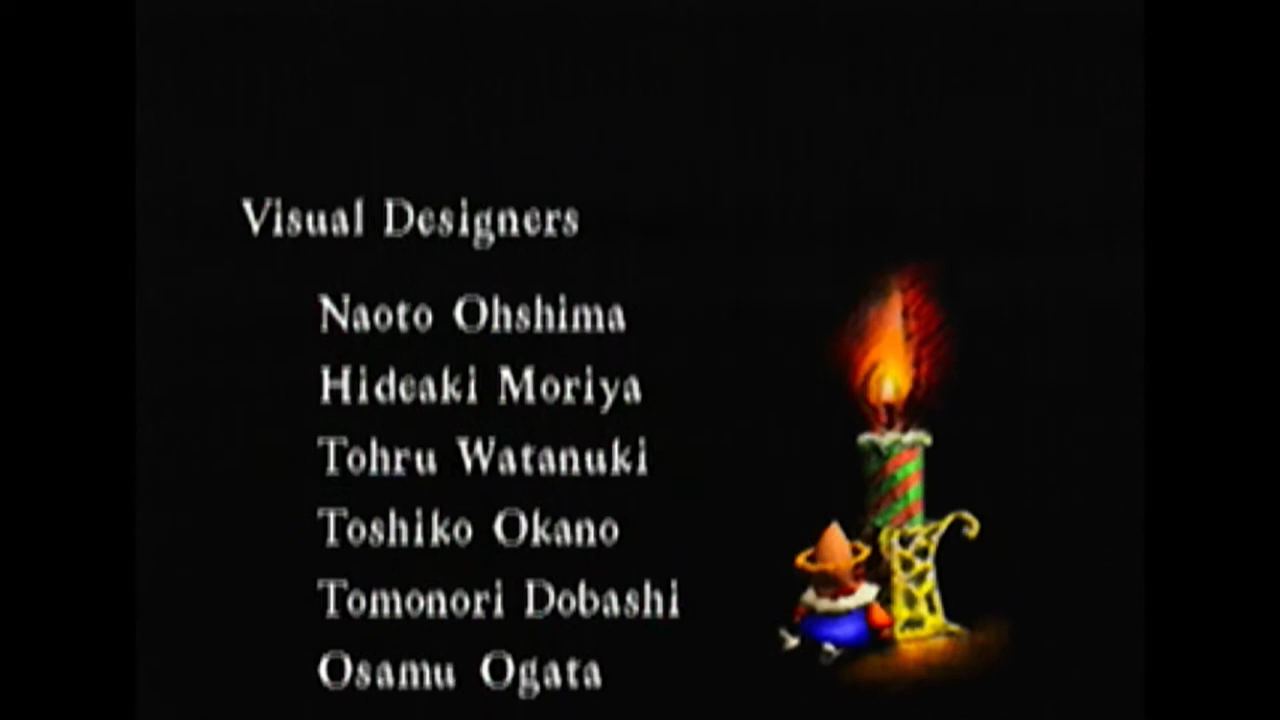 Visual Designers
Naoto Ohshima
Hideaki Moriya
Tohru Watanuki
Toshiko Okano
Tomonori Dobashi
Osamu Ogata